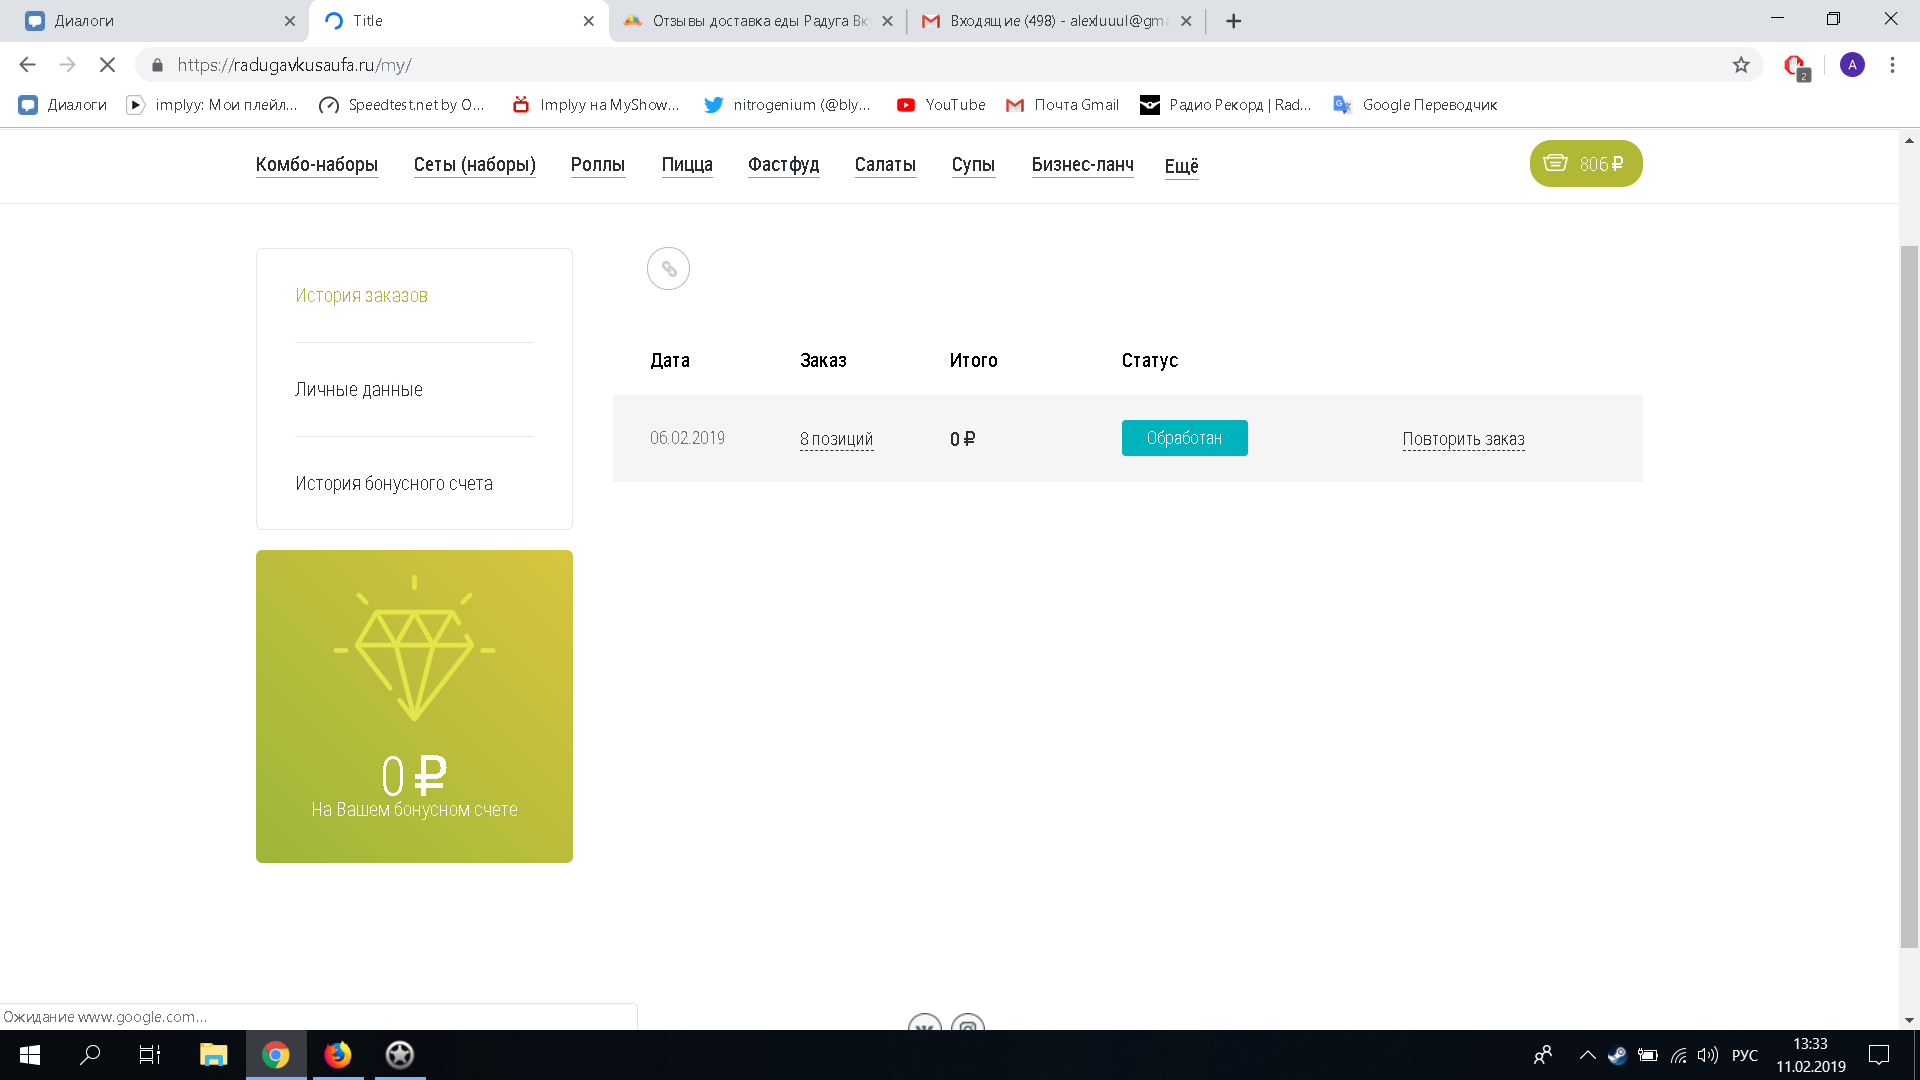 Диалоги
Title
Отзывы доставка еды Радуга Вк
Входящие (498) - alexluuul@gma
https://radugavkusaufa.ru/my/
2
A
Диалоги
implyy: Мои плейл...
Speedtest.net by O...
Implyy на MyShow...
nitrogenium (@bly...
YouTube
Почта Gmail
Радио Рекорд | Rad...
Google Переводчик
Комбо-наборы
Сеты (наборы)
Роллы
Пицца
Фастфуд
Салаты
Супы
Бизнес-ланч
Ещё
806 ₽
История заказов
Личные данные
История бонусного счета
Дата Заказ Итого Статус
06.02.2019 8 позиций 0 ₽ Обработан Повторить заказ
0 ₽
На Вашем бонусном счете
Ожидание www.google.com...
РУС
13:33
11.02.2019